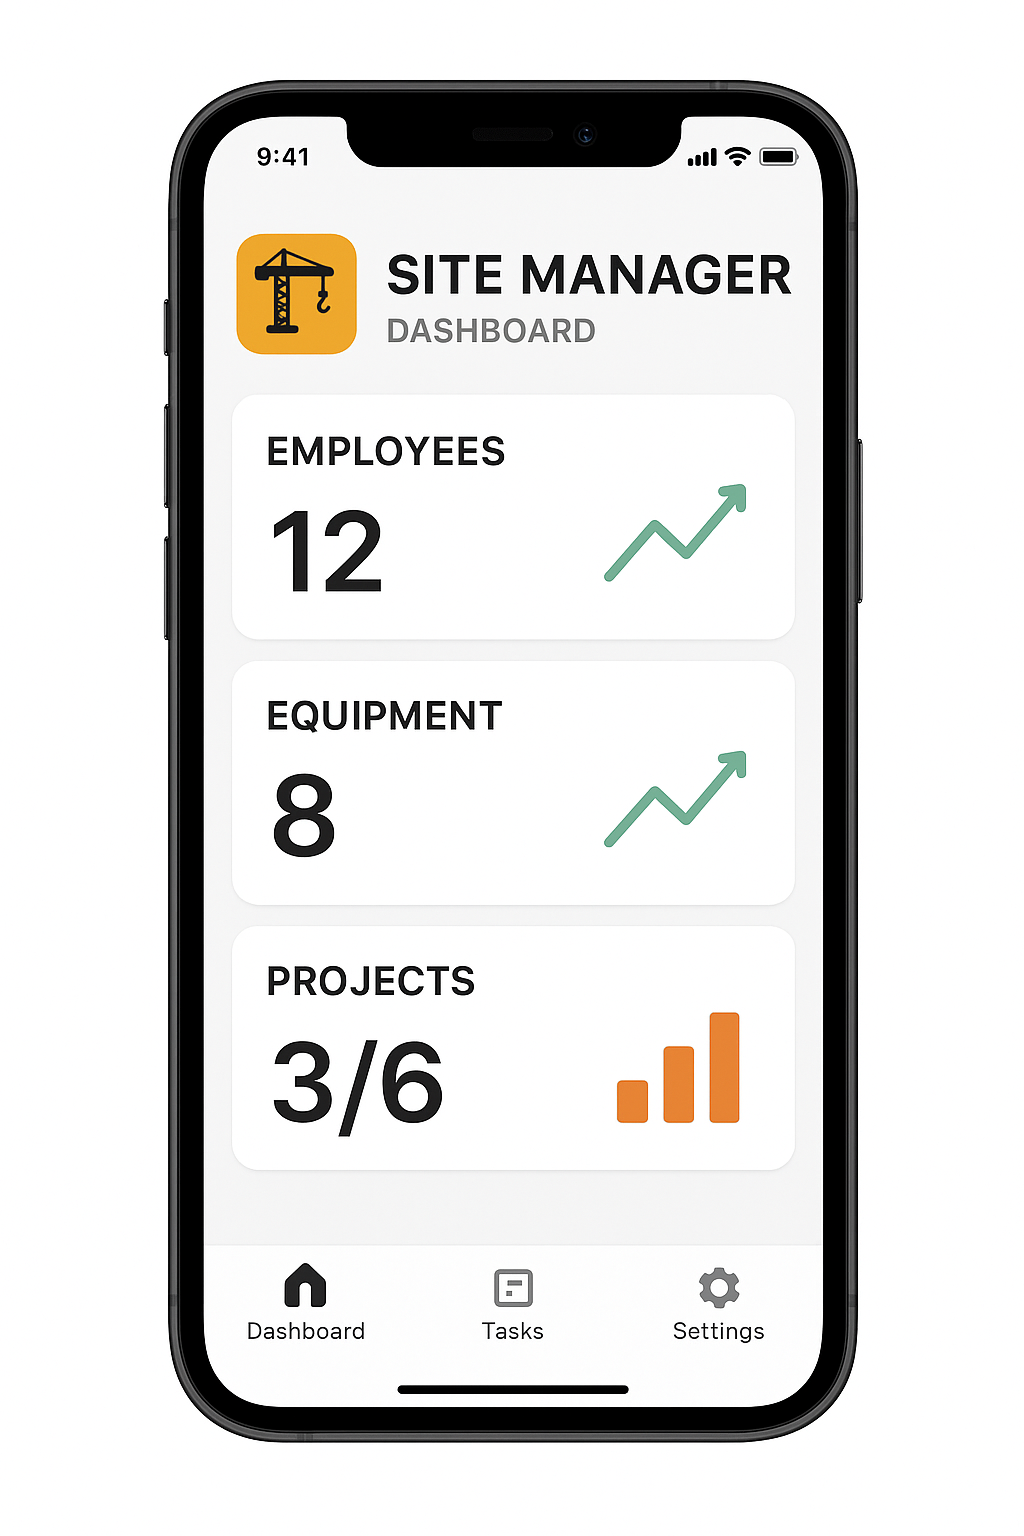 9:41
SITE MANAGER
DASHBOARD
EMPLOYEES
12
EQUIPMENT
8
PROJECTS
3/6
Dashboard Tasks Settings